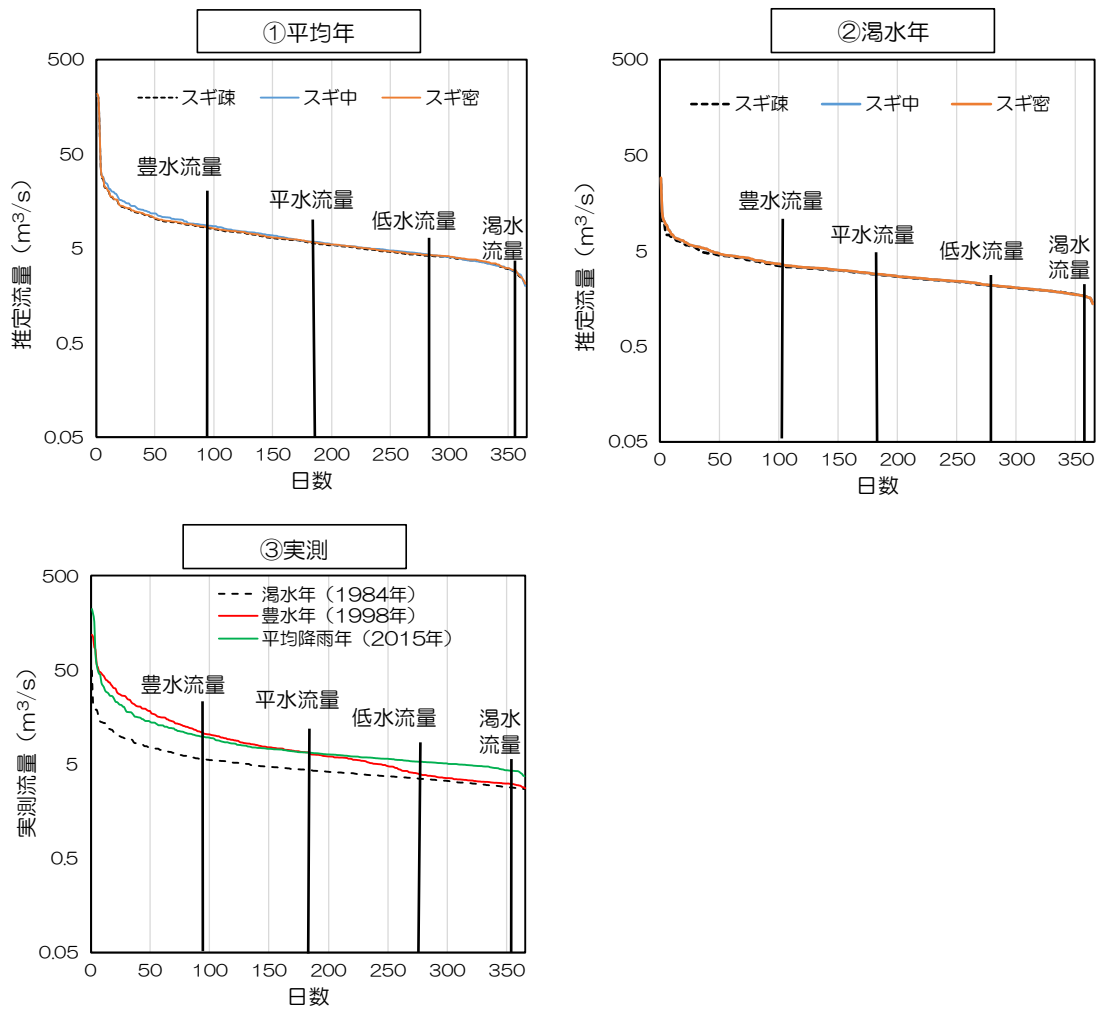 ①平均年
500
50
5
0.5
0.05
推定流量（m³/s）
スギ疎 スギ中 スギ密
豊水流量
平水流量
低水流量
渇水
流量
0 50 100 150 200 250 300 350
日数
②渇水年
500
50
5
0.5
0.05
推定流量（m³/s）
スギ疎 スギ中 スギ密
豊水流量
平水流量
低水流量
渇水
流量
0 50 100 150 200 250 300 350
日数
③実測
500
50
5
0.5
0.05
実測流量（m³/s）
渇水年（1984年）
豊水年（1998年）
平均降雨年（2015年）
豊水流量
平水流量
低水流量
渇水
流量
0 50 100 150 200 250 300 350
日数